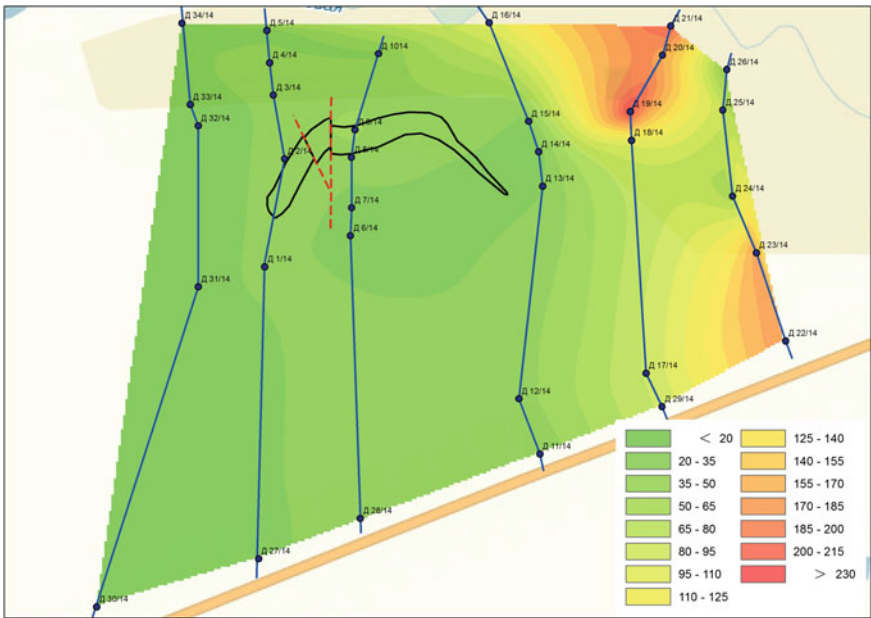 Д 34/14
Д 5/14
Д 16/14
Д 21/14
Д 4/14
Д 1014
Д 20/14
Д 26/14
Д 3/14
Д 33/14
Д 19/14
Д 25/14
Д 32/14
Д 15/14
Д 18/14
Д 2/14
Д 14/14
Д 13/14
Д 24/14
Д 7/14
Д 6/14
Д 23/14
Д 1/14
Д 31/14
Д 22/14
Д 17/14
Д 12/14
Д 29/14
Д 11/14
Д 28/14
Д 27/14
Д 30/14
< 20
20 - 35
35 - 50
50 - 65
65 - 80
80 - 95
95 - 110
110 - 125
125 - 140
140 - 155
155 - 170
170 - 185
185 - 200
200 - 215
> 230